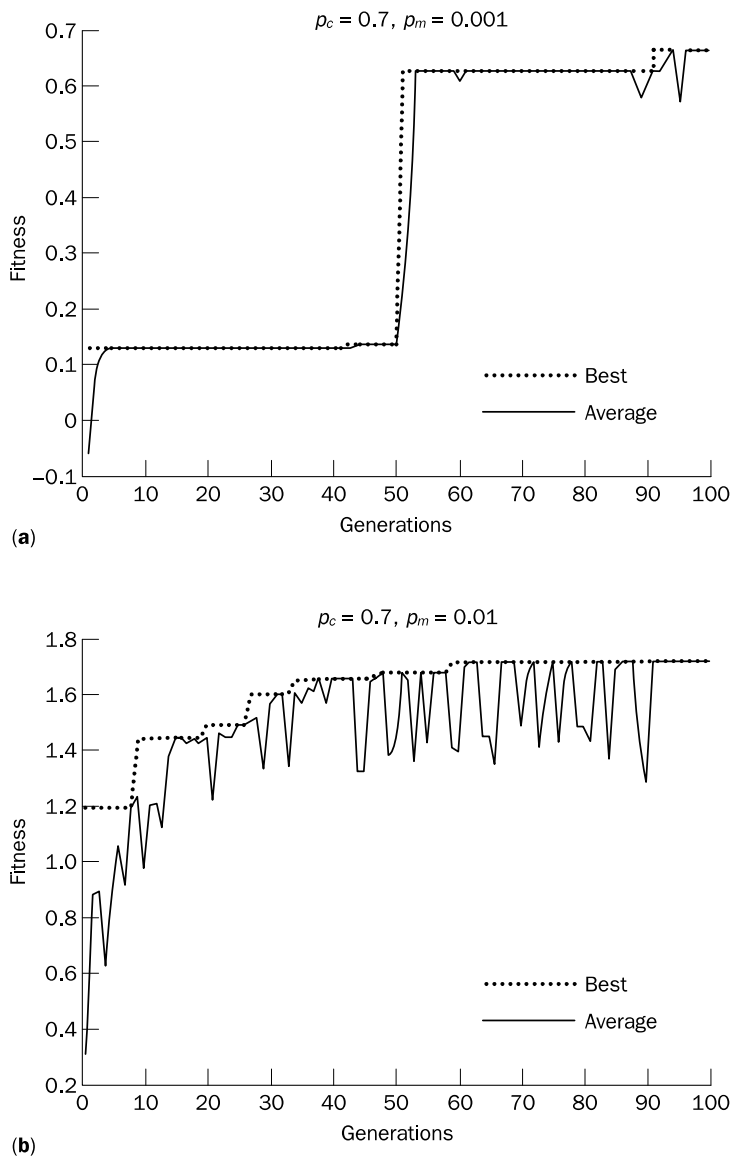 pc = 0.7, pm = 0.001
0.7
0.6
0.5
0.4
0.3
0.2
0.1
0
−0.1
Fitness
Best
Average
0 10 20 30 40 50 60 70 80 90 100
Generations
(a)
pc = 0.7, pm = 0.01
1.8
1.6
1.4
1.2
1.0
0.8
0.6
0.4
0.2
Fitness
Best
Average
0 10 20 30 40 50 60 70 80 90 100
Generations
(b)